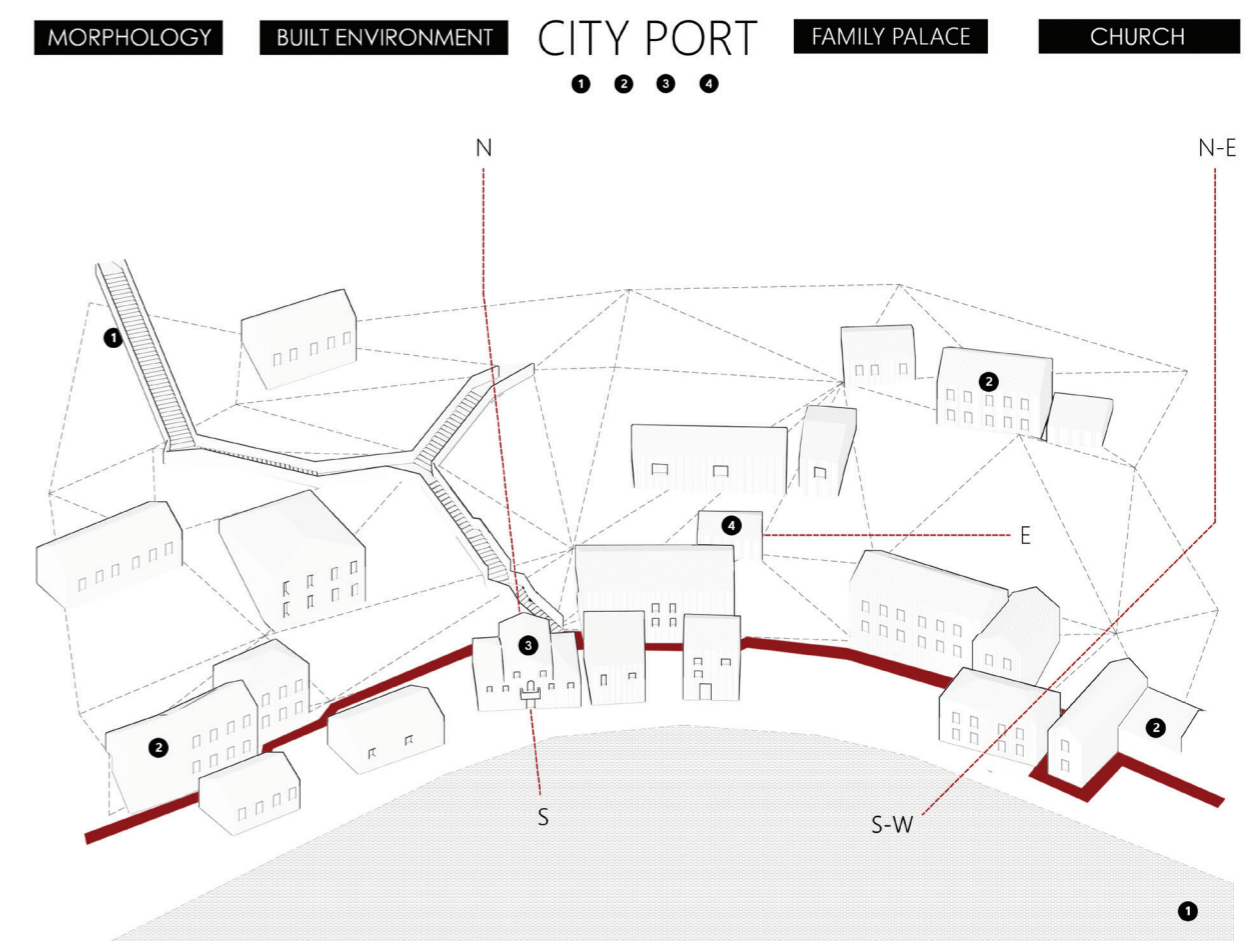 MORPHOLOGY BUILT ENVIRONMENT CITY PORT FAMILY PALACE CHURCH
1 2 3 4
N N-E
1
2
4
E
3
2 2
S S-W
1